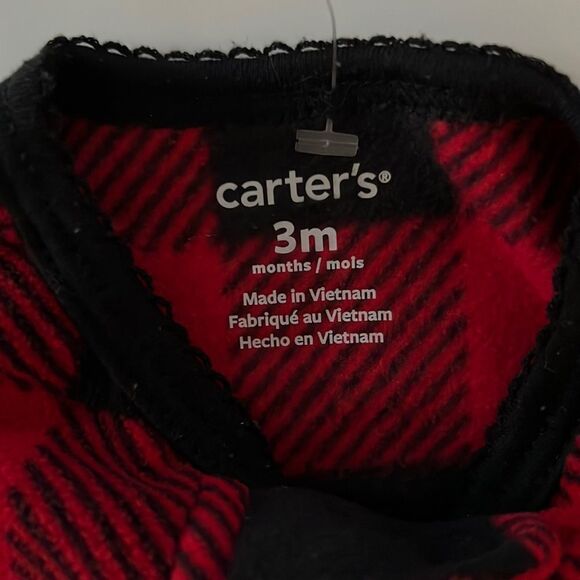 carter's®
3m
months / mois
Made in Vietnam
Fabriqué au Vietnam
Hecho en Vietnam